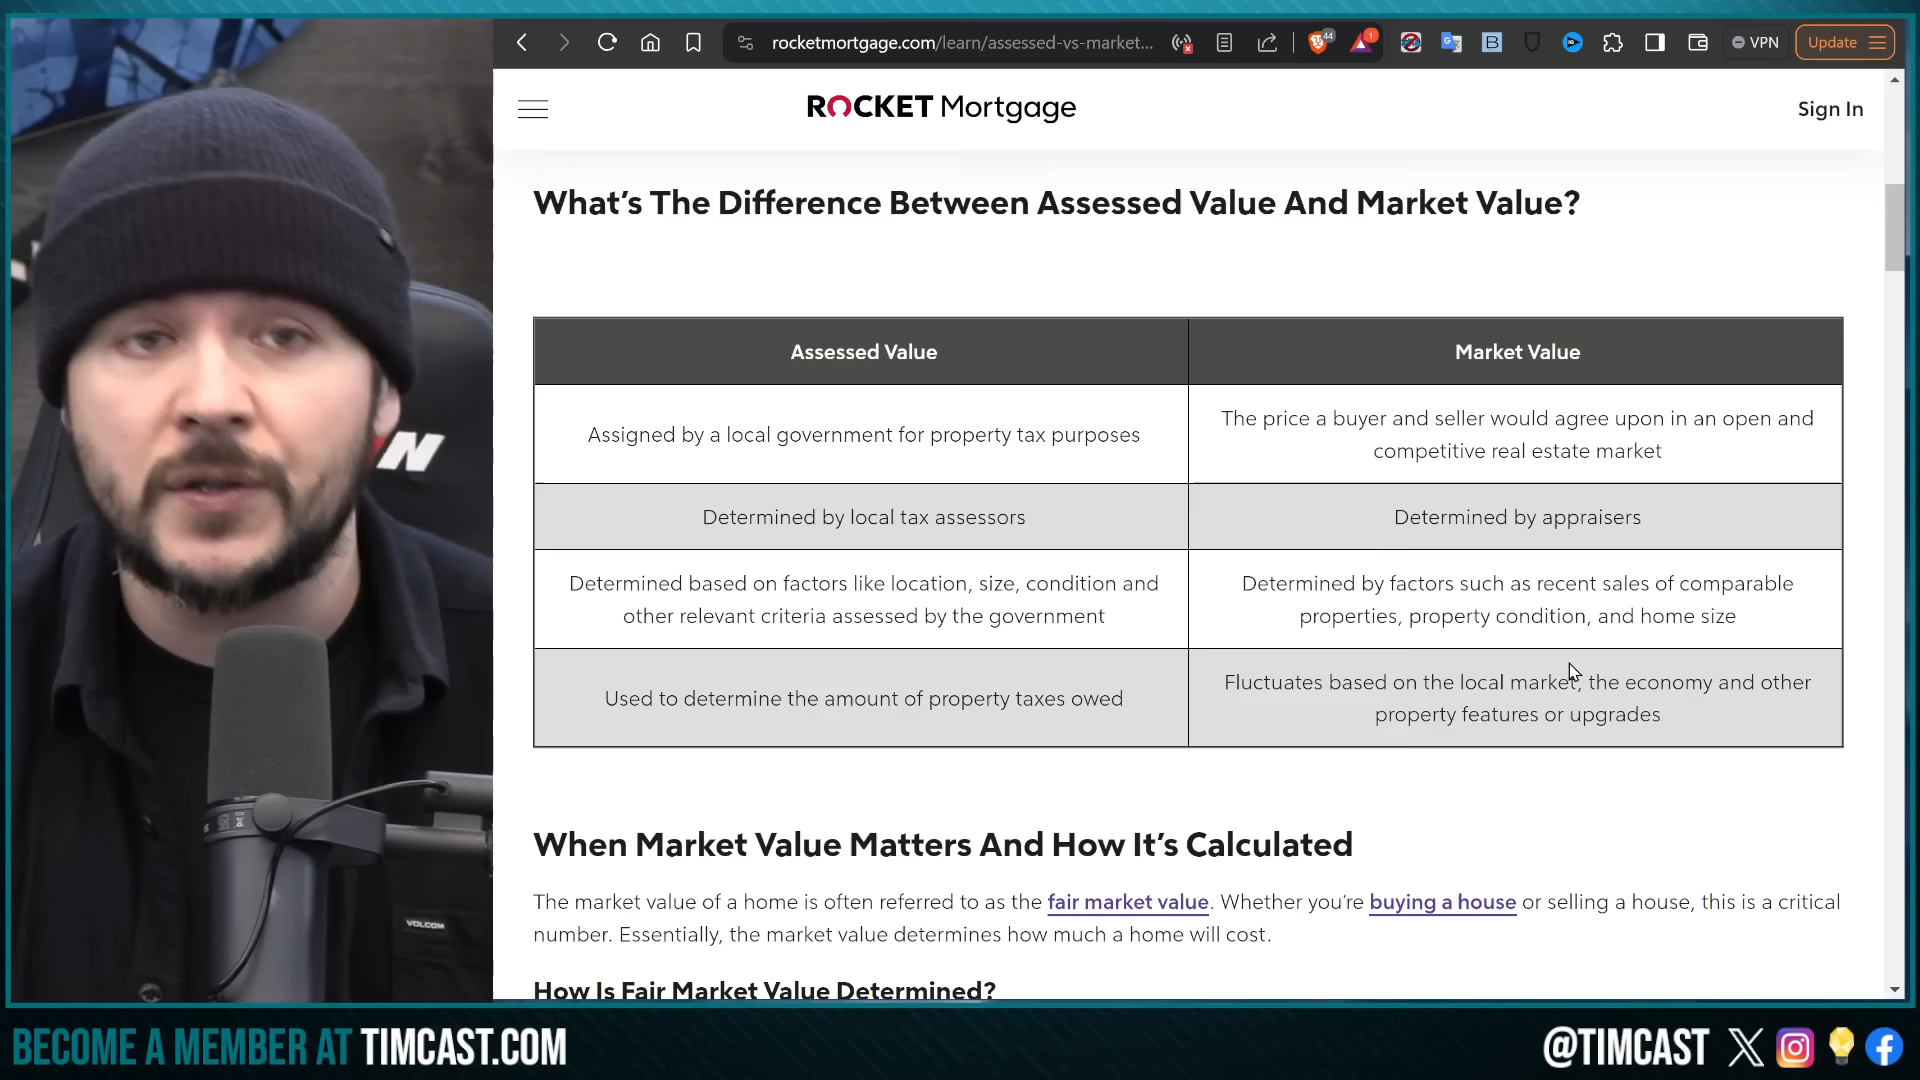 rocketmortgage.com/learn/assessed-vs-market...
44
1
VPN
Update
ROCKET Mortgage
Sign In
What's The Difference Between Assessed Value And Market Value?
Assessed Value
Market Value
Assigned by a local government for property tax purposes
The price a buyer and seller would agree upon in an open and
competitive real estate market
Determined by local tax assessors
Determined by appraisers
Determined based on factors like location, size, condition and
other relevant criteria assessed by the government
Determined by factors such as recent sales of comparable
properties, property condition, and home size
Used to determine the amount of property taxes owed
Fluctuates based on the local market, the economy and other
property features or upgrades
When Market Value Matters And How It's Calculated
The market value of a home is often referred to as the fair market value. Whether you're buying a house or selling a house, this is a critical
number. Essentially, the market value determines how much a home will cost.
How Is Fair Market Value Determined?
VOLCOM
BECOME A MEMBER AT TIMCAST.COM
@TIMCAST